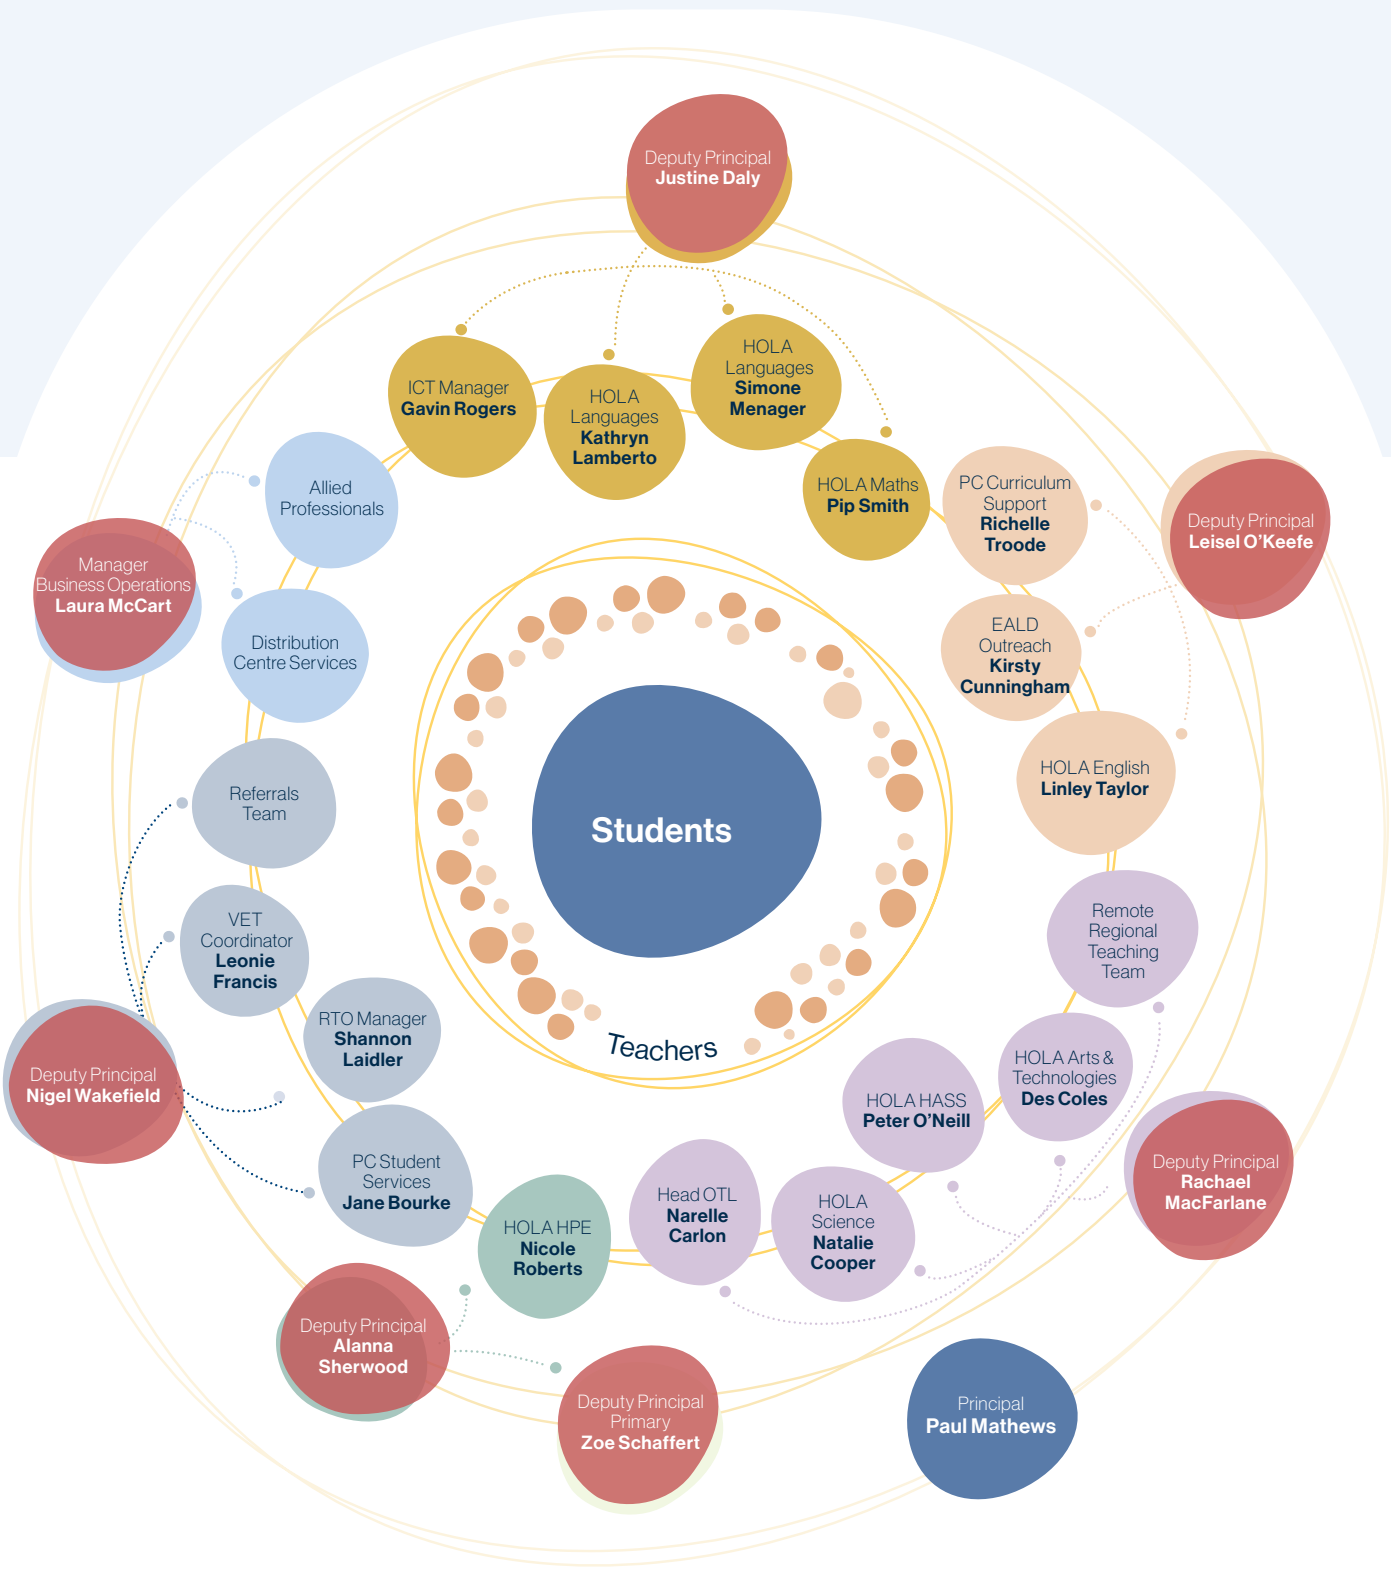 Deputy Principal
Justine Daly
ICT Manager
Gavin Rogers
HOLA
Languages
Kathryn
Lamberto
HOLA
Languages
Simone
Menager
HOLA Maths
Pip Smith
PC Curriculum
Support
Richelle
Troode
Deputy Principal
Leisel O'Keefe
Allied
Professionals
Manager
Business Operations
Laura McCart
Distribution
Centre Services
EALD
Outreach
Kirsty
Cunningham
HOLA English
Linley Taylor
Referrals
Team
Students
VET
Coordinator
Leonie
Francis
Remote
Regional
Teaching
Team
RTO Manager
Shannon
Laidler
Teachers
Deputy Principal
Nigel Wakefield
HOLA HASS
Peter O'Neill
HOLA Arts &
Technologies
Des Coles
PC Student
Services
Jane Bourke
Deputy Principal
Rachael
MacFarlane
HOLA HPE
Nicole
Roberts
Head OTL
Narelle
Carlon
HOLA
Science
Natalie
Cooper
Deputy Principal
Alanna
Sherwood
Deputy Principal
Primary
Zoe Schaffert
Principal
Paul Mathews